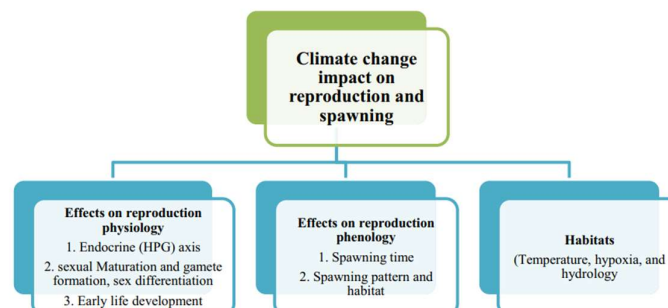 Climate change
impact on
reproduction and
spawning
Effects on reproduction
physiology
1. Endocrine (HPG) axis
2. sexual Maturation and gamete
formation, sex differentiation
3. Early life development
Effects on reproduction
phenology
1. Spawning time
2. Spawning pattern and
habitat
Habitats
(Temperature, hypoxia, and
hydrology